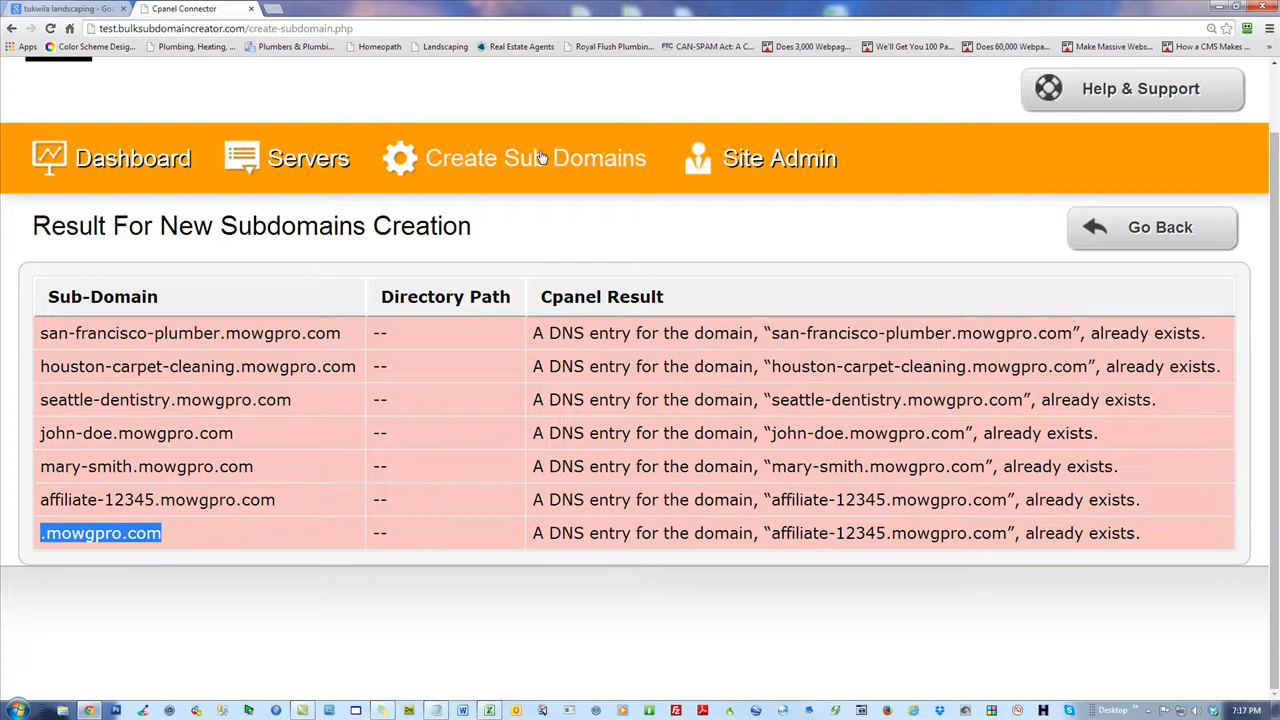 tukwila landscaping - Goo
Cpanel Connector
test.bulksubdomaincreator.com/create-subdomain.php
Apps Color Scheme Desig... Plumbing, Heating, ... Plumbers & Plumbi... Homeopath Landscaping Real Estate Agents Royal Flush Plumbin... FTC CAN-SPAM Act: A C... Does 3,000 Webpag... We'll Get You 100 Pa... Does 60,000 Webpa... Make Massive Webs... How a CMS Makes ...
Help & Support
Dashboard Servers Create Sub Domains Site Admin
Result For New Subdomains Creation
Go Back
Sub-Domain Directory Path Cpanel Result
san-francisco-plumber.mowgpro.com -- A DNS entry for the domain, “san-francisco-plumber.mowgpro.com”, already exists.
houston-carpet-cleaning.mowgpro.com -- A DNS entry for the domain, “houston-carpet-cleaning.mowgpro.com”, already exists.
seattle-dentistry.mowgpro.com -- A DNS entry for the domain, “seattle-dentistry.mowgpro.com”, already exists.
john-doe.mowgpro.com -- A DNS entry for the domain, “john-doe.mowgpro.com”, already exists.
mary-smith.mowgpro.com -- A DNS entry for the domain, “mary-smith.mowgpro.com”, already exists.
affiliate-12345.mowgpro.com -- A DNS entry for the domain, “affiliate-12345.mowgpro.com”, already exists.
.mowgpro.com -- A DNS entry for the domain, “affiliate-12345.mowgpro.com”, already exists.
Desktop » 7:17 PM